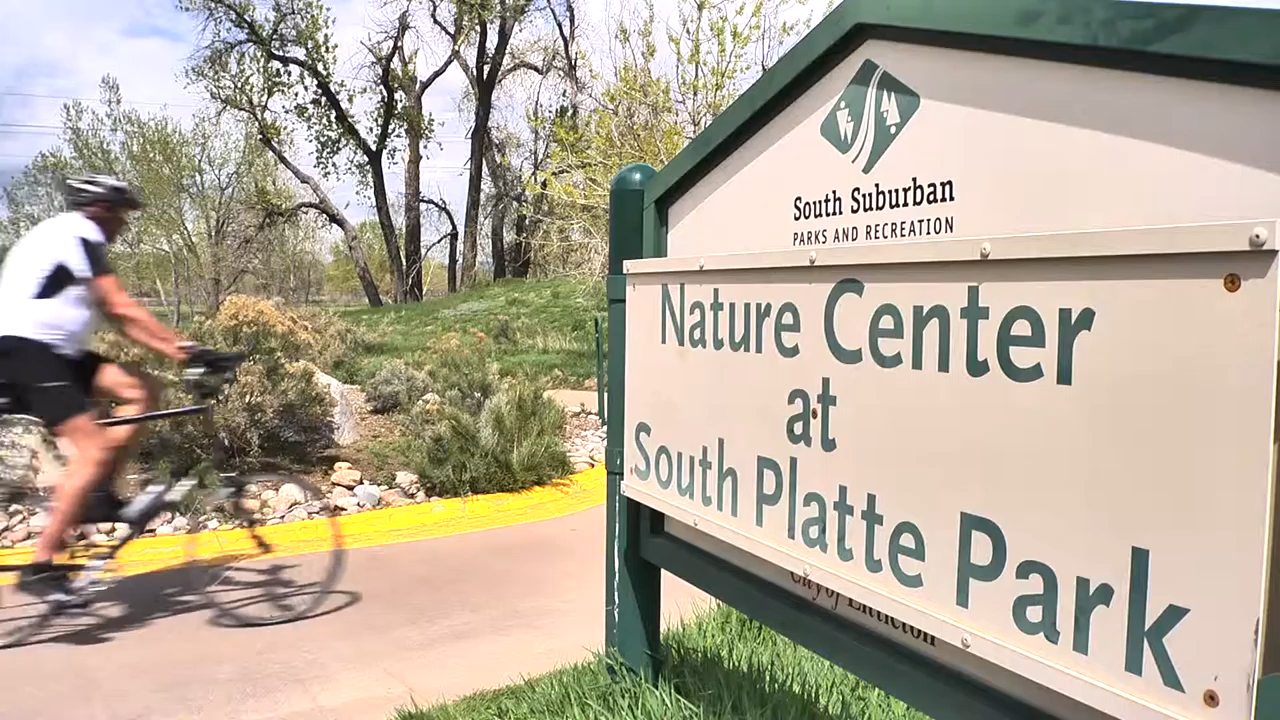 South Suburban
PARKS AND RECREATION
Nature Center
at
South Platte Park
City of Littleton